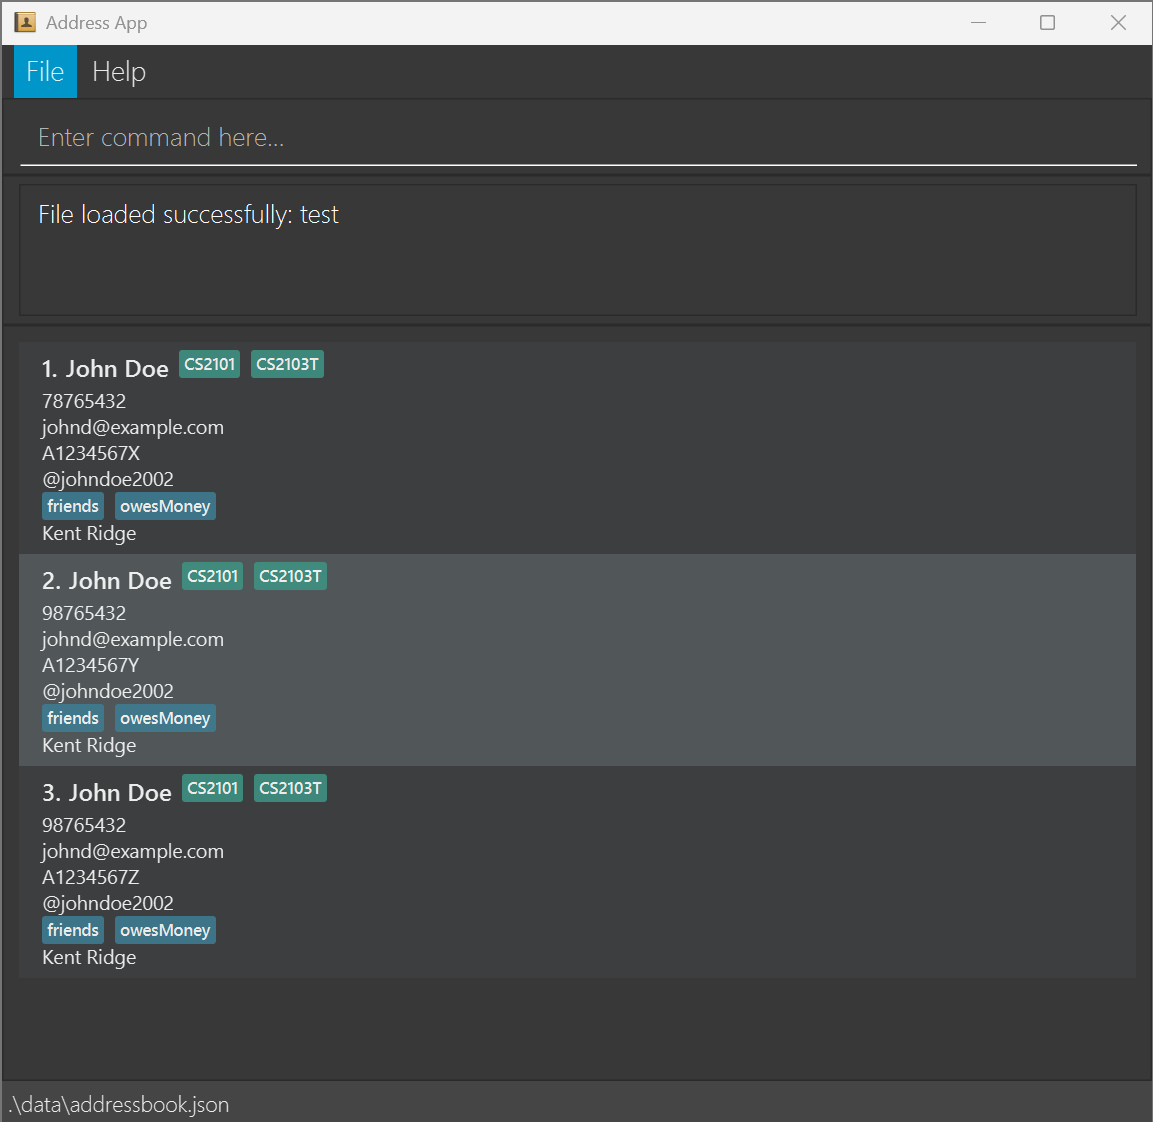 Address App
File Help
Enter command here...
File loaded successfully: test
1. John Doe CS2101 CS2103T
78765432
johnd@example.com
A1234567X
@johndoe2002
friends owesMoney
Kent Ridge
2. John Doe CS2101 CS2103T
98765432
johnd@example.com
A1234567Y
@johndoe2002
friends owesMoney
Kent Ridge
3. John Doe CS2101 CS2103T
98765432
johnd@example.com
A1234567Z
@johndoe2002
friends owesMoney
Kent Ridge
.\data\addressbook.json